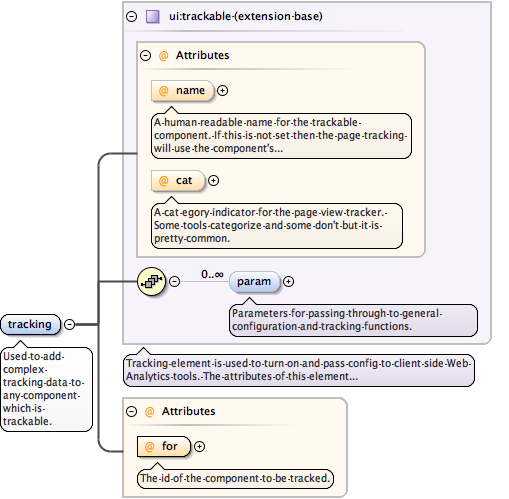 ui:trackable (extension base)
@ Attributes
@ name
A human-readable name for the trackable
component. If this is not set then the page tracking
will use the component's...
@ cat
A cat egory indicator for the page view tracker.
Some tools categorize and some don't but it is
pretty common.
0..∞
param
Parameters for passing through to general
configuration and tracking functions.
tracking
Used to add
complex
tracking data to
any component
which is
trackable.
Tracking element is used to turn on and pass config to client side Web
Analytics tools. The attributes of this element...
@ Attributes
@ for
The id of the component to be tracked.